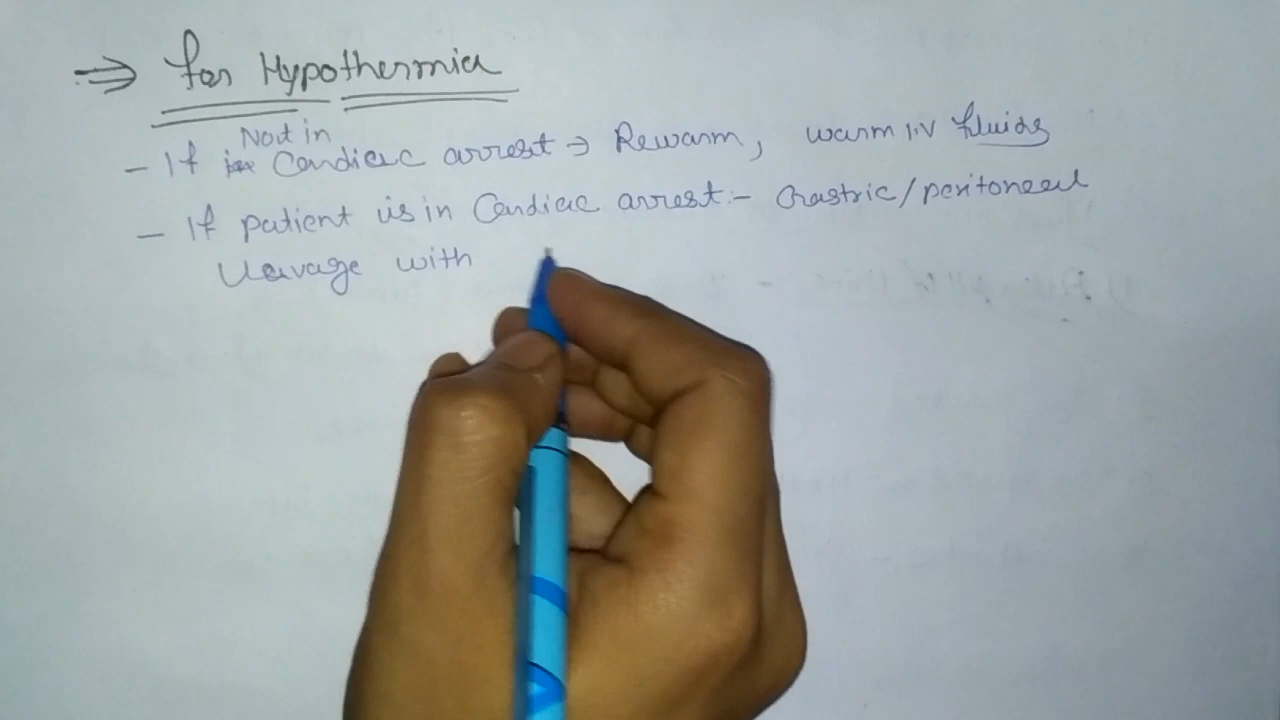 ⇒ for Hypothermia
Not in
- If in Cardiac arrest → Rewarm, warm I.V fluids
- If patient is in Cardiac arrest :- Gastric/peritoneal
Lavage with